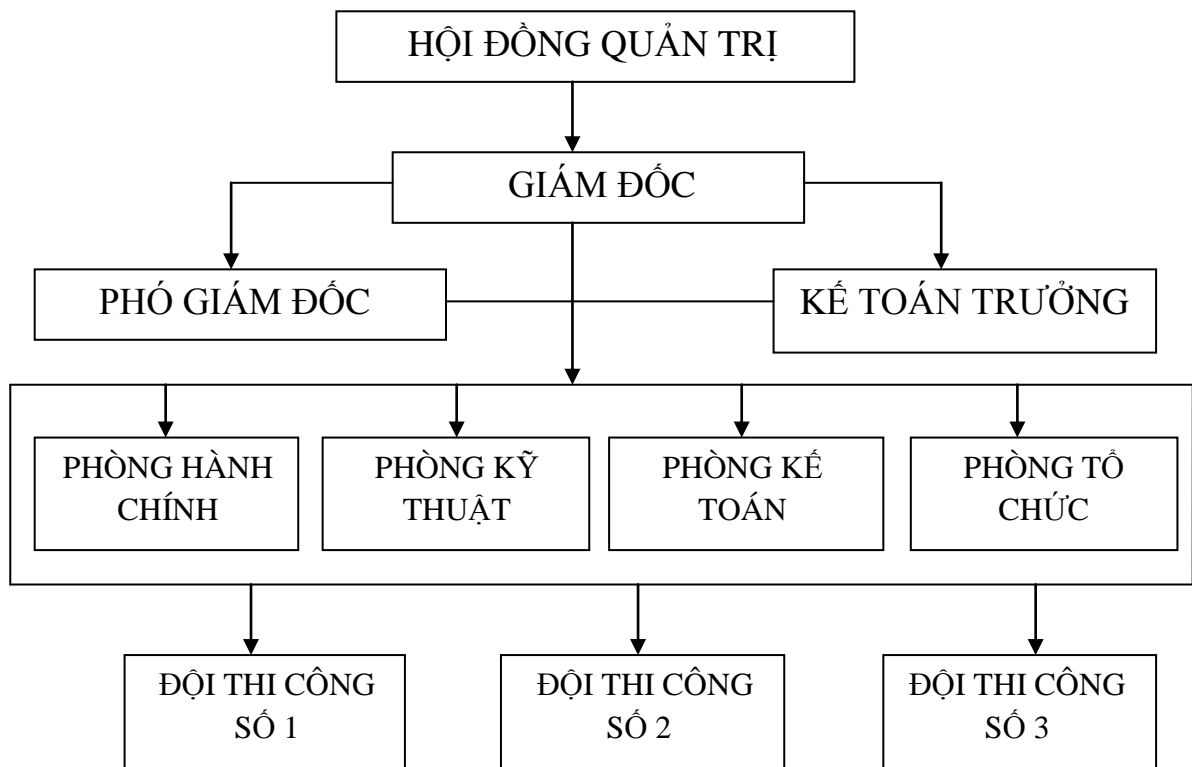 HỘI ĐỒNG QUẢN TRỊ
GIÁM ĐỐC
PHÓ GIÁM ĐỐC
KẾ TOÁN TRƯỞNG
PHÒNG HÀNH
CHÍNH
PHÒNG KỸ
THUẬT
PHÒNG KẾ
TOÁN
PHÒNG TỔ
CHỨC
ĐỘI THI CÔNG
SỐ 1
ĐỘI THI CÔNG
SỐ 2
ĐỘI THI CÔNG
SỐ 3